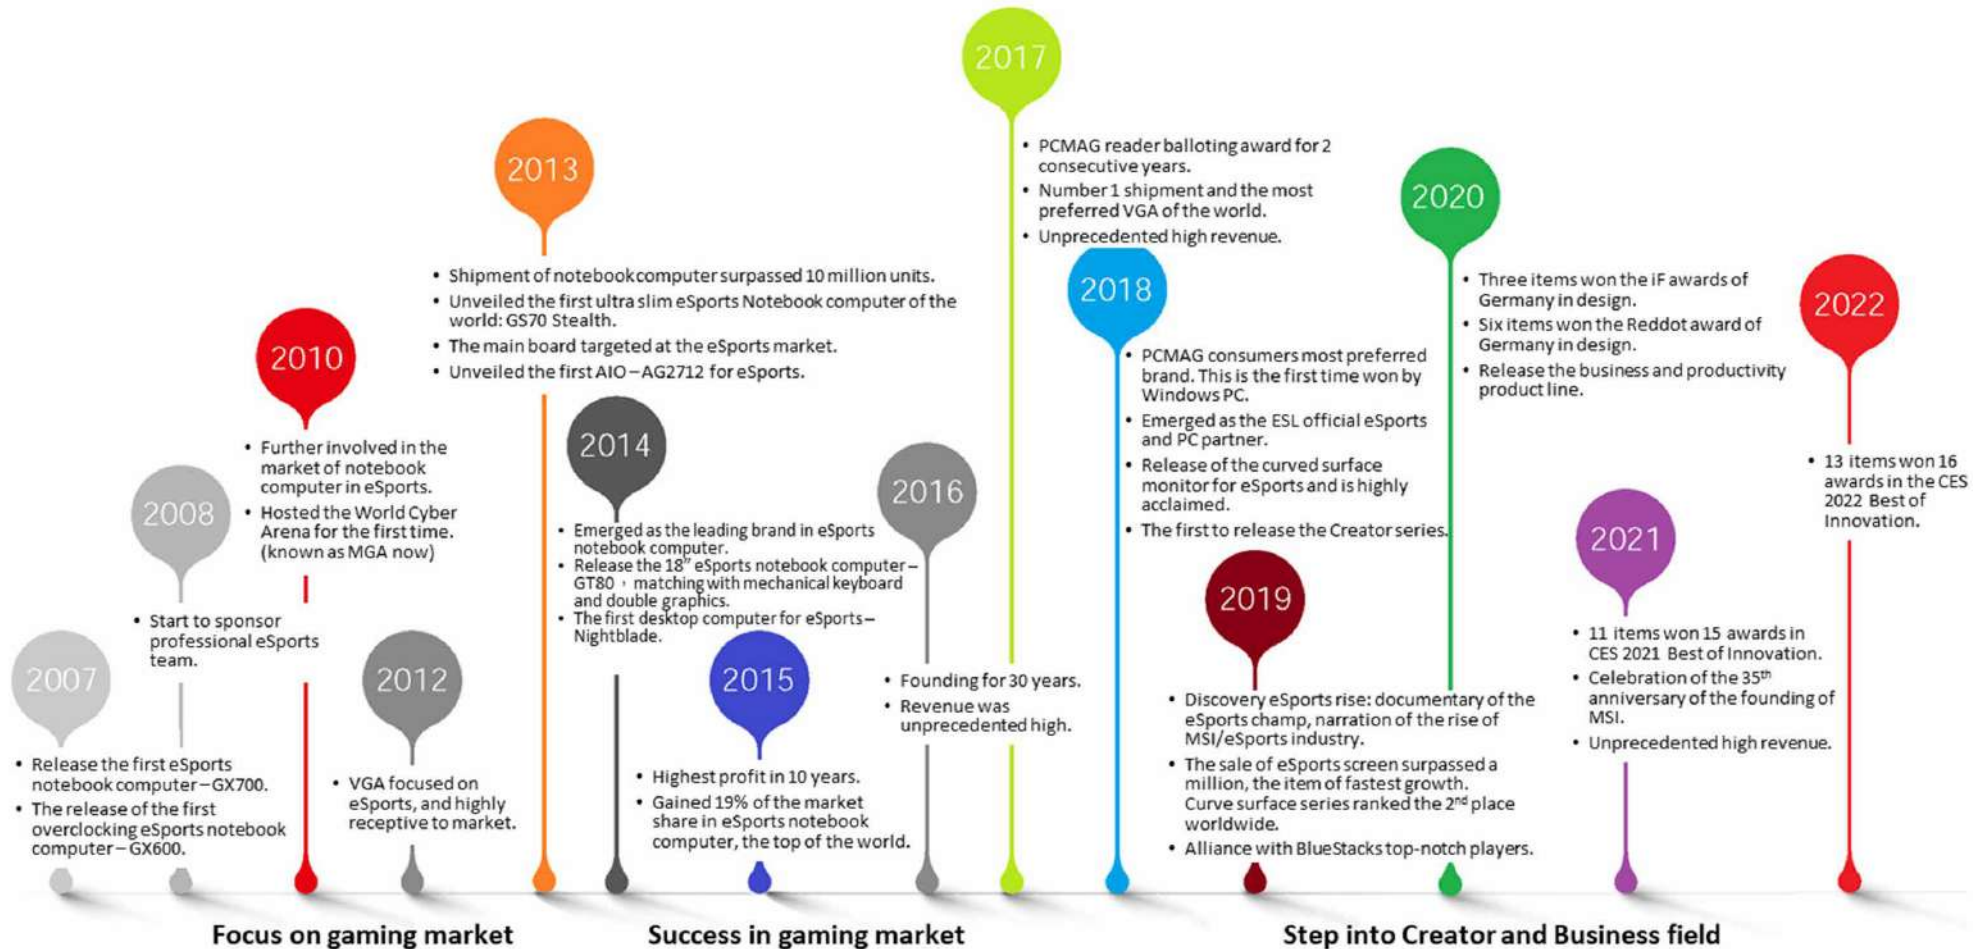 2007
• Release the first eSports
notebook computer – GX700.
• The release of the first
overclocking eSports notebook
computer – GX600.
2008
• Start to sponsor
professional eSports
team.
2010
• Further involved in the
market of notebook
computer in eSports.
• Hosted the World Cyber
Arena for the first time.
(known as MGA now)
2012
• VGA focused on
eSports, and highly
receptive to market.
2013
• Shipment of notebook computer surpassed 10 million units.
• Unveiled the first ultra slim eSports Notebook computer of the
world: GS70 Stealth.
• The main board targeted at the eSports market.
• Unveiled the first AIO – AG2712 for eSports.
2014
• Emerged as the leading brand in eSports
notebook computer.
• Release the 18" eSports notebook computer –
GT80，matching with mechanical keyboard
and double graphics.
• The first desktop computer for eSports –
Nightblade.
2015
• Highest profit in 10 years.
• Gained 19% of the market
share in eSports notebook
computer, the top of the world.
2016
• Founding for 30 years.
• Revenue was
unprecedented high.
2017
• PCMAG reader balloting award for 2
consecutive years.
• Number 1 shipment and the most
preferred VGA of the world.
• Unprecedented high revenue.
2018
• PCMAG consumers most preferred
brand. This is the first time won by
Windows PC.
• Emerged as the ESL official eSports
and PC partner.
• Release of the curved surface
monitor for eSports and is highly
acclaimed.
• The first to release the Creator series.
2019
• Discovery eSports rise: documentary of the
eSports champ, narration of the rise of
MSI/eSports industry.
• The sale of eSports screen surpassed a
million, the item of fastest growth.
Curve surface series ranked the 2nd place
worldwide.
• Alliance with BlueStacks top-notch players.
2020
• Three items won the iF awards of
Germany in design.
• Six items won the Reddot award of
Germany in design.
• Release the business and productivity
product line.
2021
• 11 items won 15 awards in
CES 2021 Best of Innovation.
• Celebration of the 35th
anniversary of the founding of
MSI.
• Unprecedented high revenue.
2022
• 13 items won 16
awards in the CES
2022 Best of
Innovation.
Focus on gaming market
Success in gaming market
Step into Creator and Business field